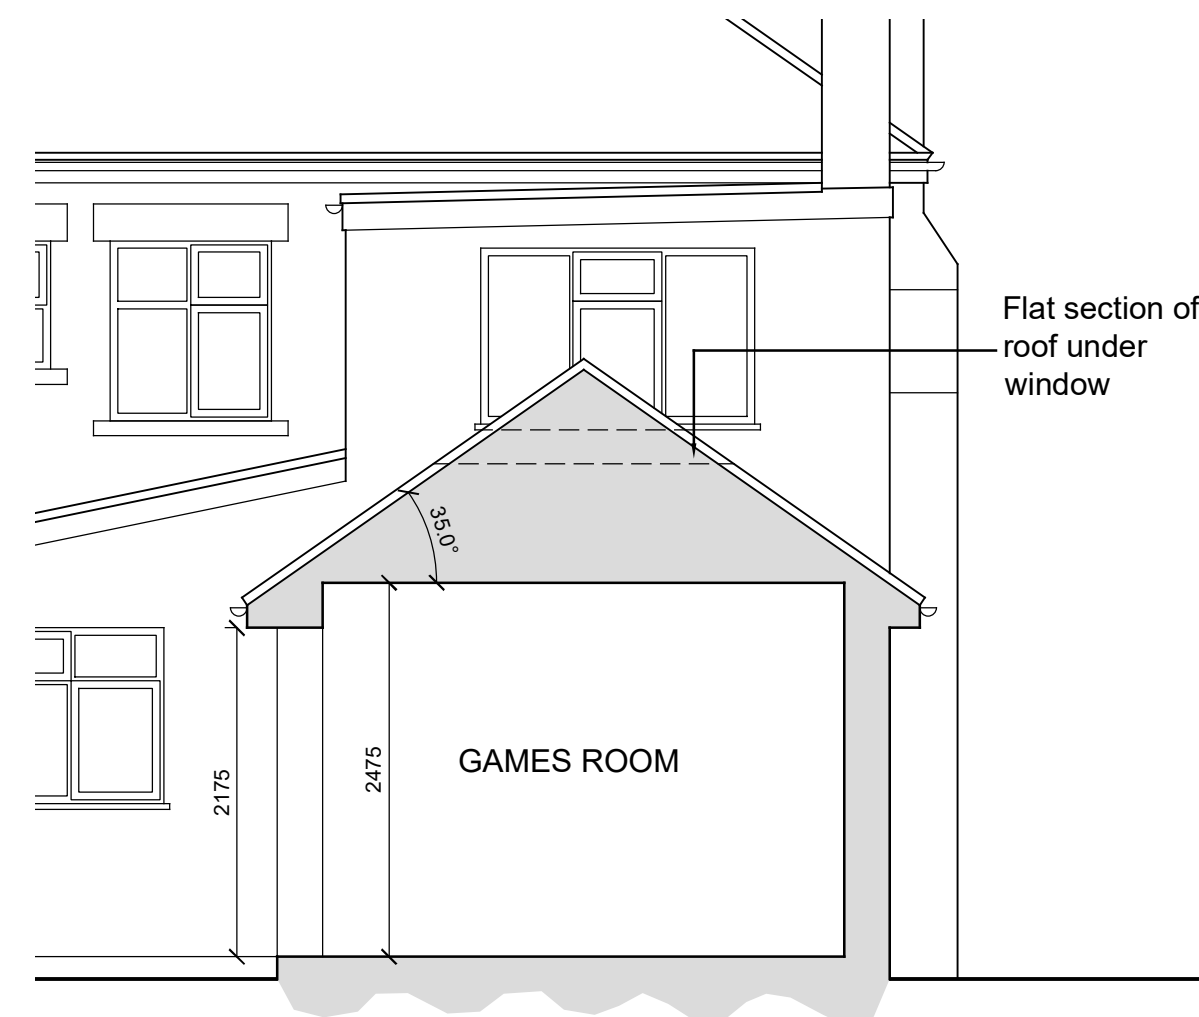 Flat section of
roof under
window
35.0°
2175
2475
GAMES ROOM